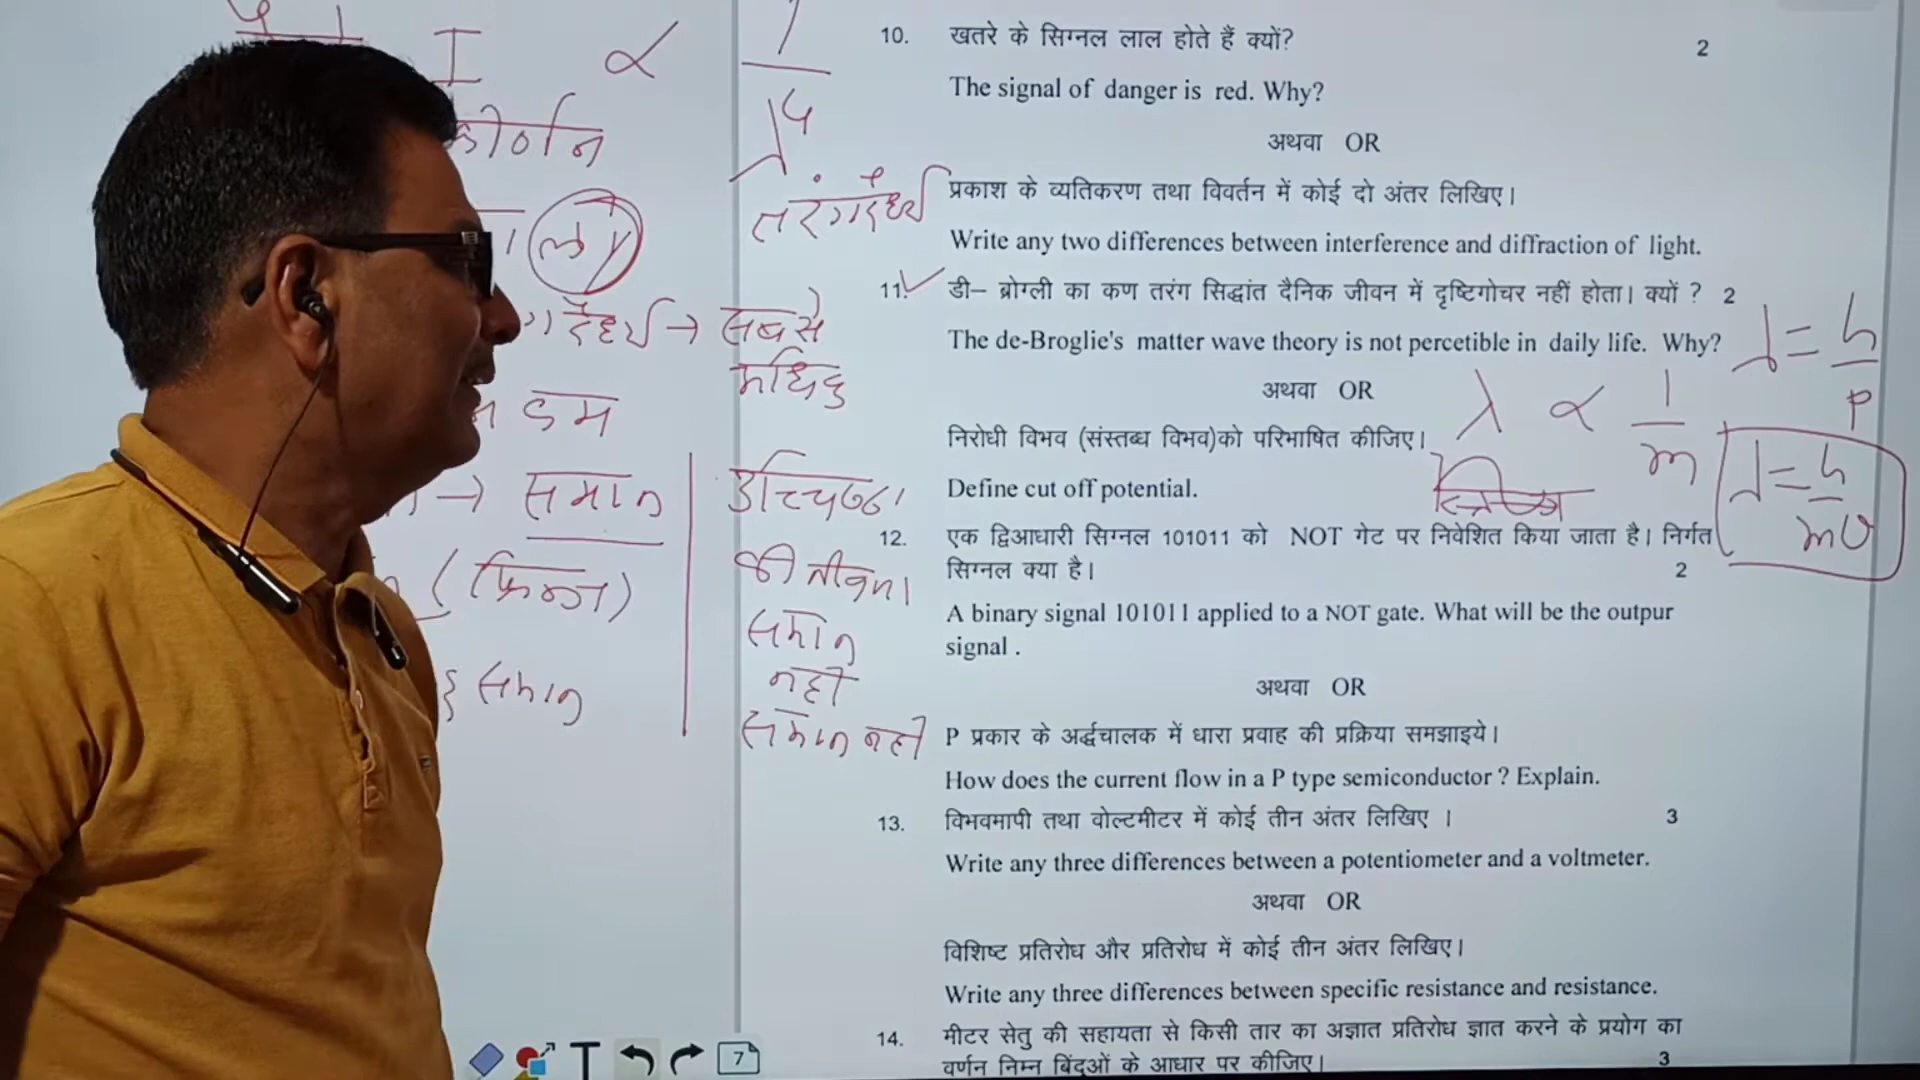 I ∝ 1
λ4
तरंगदैर्ध्य
→ सबसे
अधिक
कम
→ समान
(फ्रिन्ज)
समान
उच्चिष्ठ
की तीव्रता
समान
नहीं
समान नहीं
10. खतरे के सिग्नल लाल होते हैं क्यों? 2
The signal of danger is red. Why?
अथवा OR
प्रकाश के व्यतिकरण तथा विवर्तन में कोई दो अंतर लिखिए।
Write any two differences between interference and diffraction of light.
11. डी– ब्रोग्ली का कण तरंग सिद्धांत दैनिक जीवन में दृष्टिगोचर नहीं होता। क्यों ? 2
The de-Broglie's matter wave theory is not percetible in daily life. Why?
अथवा OR
निरोधी विभव (संस्तब्ध विभव)को परिभाषित कीजिए।
Define cut off potential.
12. एक द्विआधारी सिग्नल 101011 को NOT गेट पर निवेशित किया जाता है। निर्गत
सिग्नल क्या है। 2
A binary signal 101011 applied to a NOT gate. What will be the outpur
signal .
अथवा OR
P प्रकार के अर्द्धचालक में धारा प्रवाह की प्रक्रिया समझाइये।
How does the current flow in a P type semiconductor ? Explain.
13. विभवमापी तथा वोल्टमीटर में कोई तीन अंतर लिखिए । 3
Write any three differences between a potentiometer and a voltmeter.
अथवा OR
विशिष्ट प्रतिरोध और प्रतिरोध में कोई तीन अंतर लिखिए।
Write any three differences between specific resistance and resistance.
14. मीटर सेतु की सहायता से किसी तार का अज्ञात प्रतिरोध ज्ञात करने के प्रयोग का
वर्णन निम्न बिंदुओं के आधार पर कीजिए। 3
λ = h
p
λ ∝ 1
m
λ = h
mv
T
7